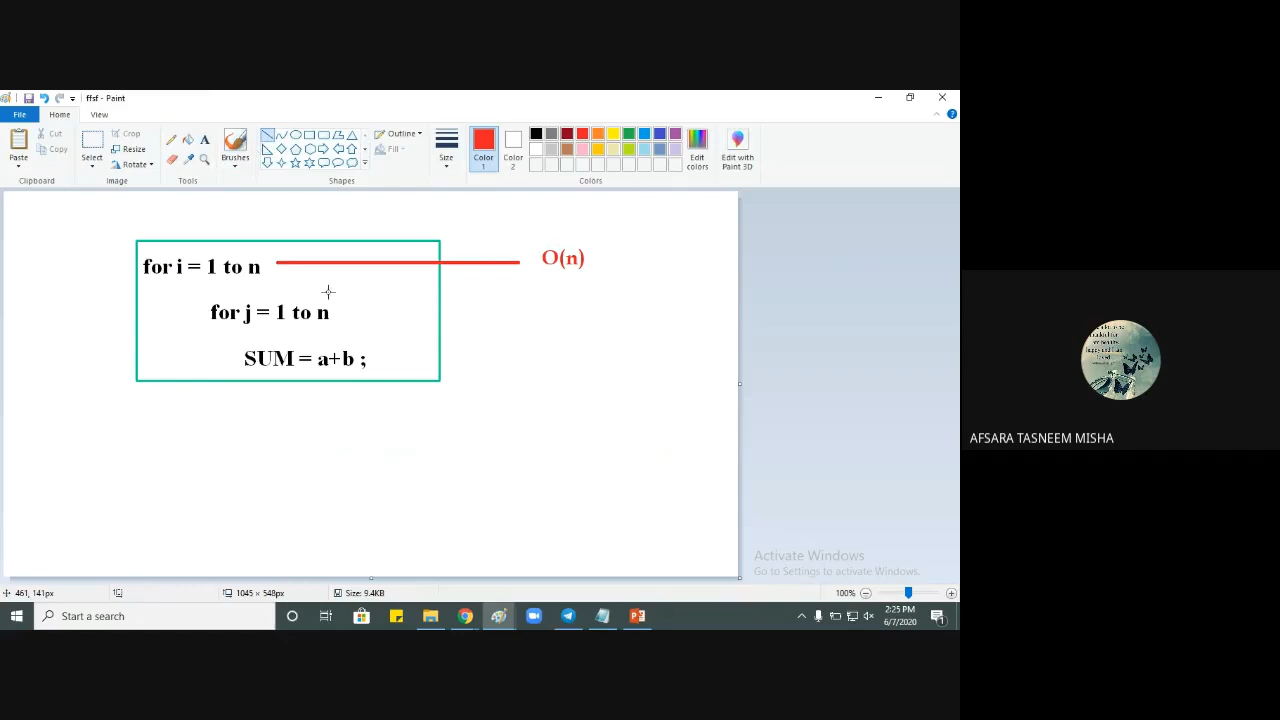 ffsf - Paint
File Home View
Paste
Cut
Copy
Clipboard
Select
Crop
Resize
Rotate
Image
Tools
Brushes
Outline
Fill
Shapes
Size
Color 1
Color 2
Edit colors
Edit with Paint 3D
Colors
for i = 1 to n O(n)
for j = 1 to n
SUM = a+b ;
Activate Windows
Go to Settings to activate Windows.
461, 141px
1045 × 548px
Size: 9.4KB
100%
Start a search
2:25 PM
6/7/2020
AFSARA TASNEEM MISHA